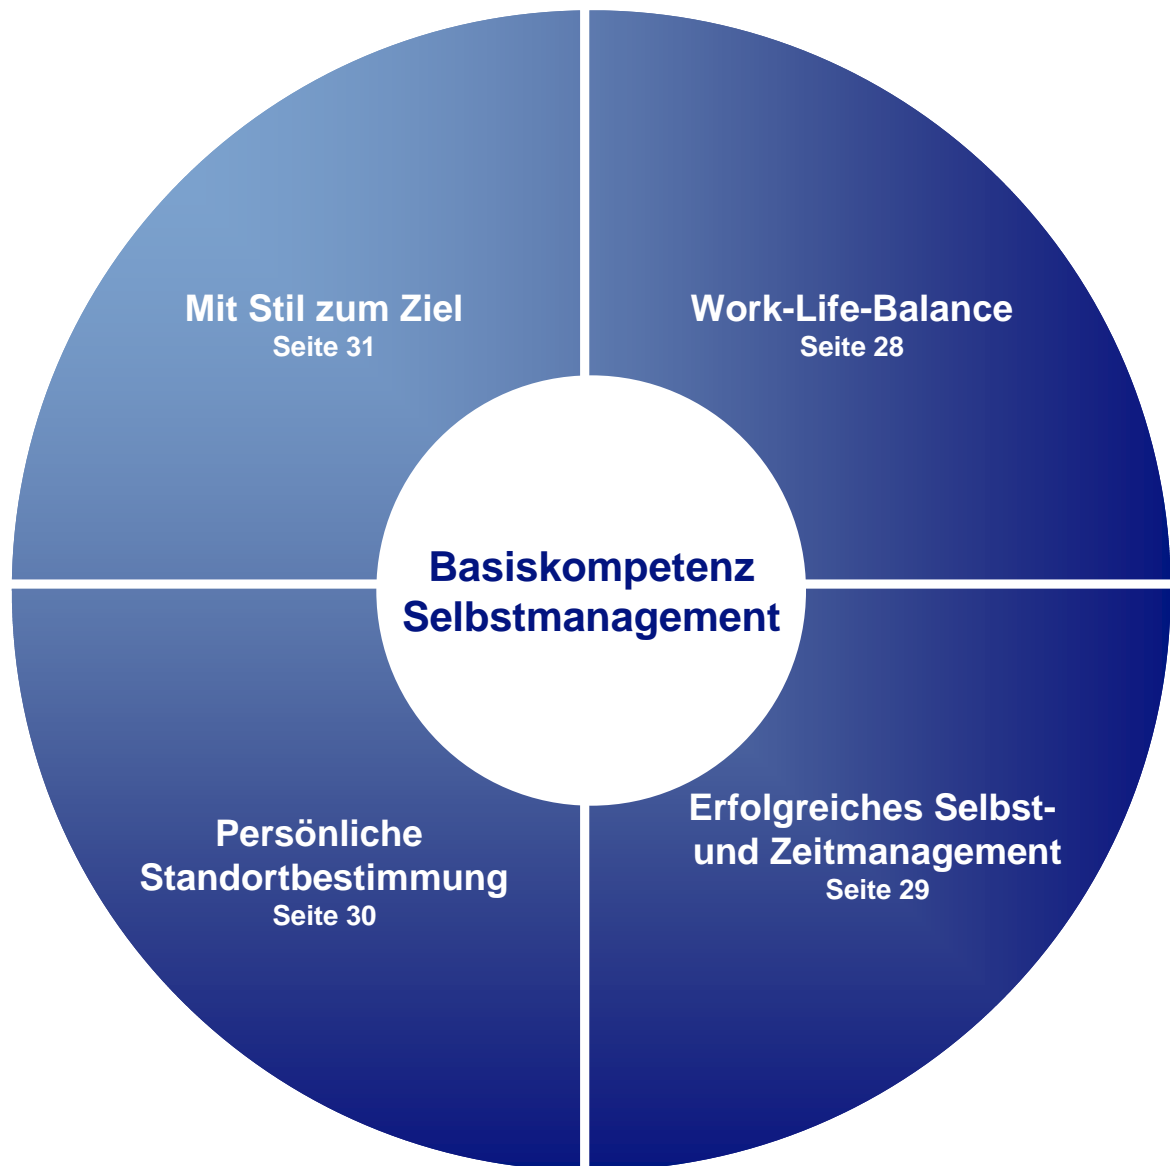 Mit Stil zum Ziel
Seite 31
Work-Life-Balance
Seite 28
Basiskompetenz
Selbstmanagement
Persönliche
Standortbestimmung
Seite 30
Erfolgreiches Selbst-
und Zeitmanagement
Seite 29